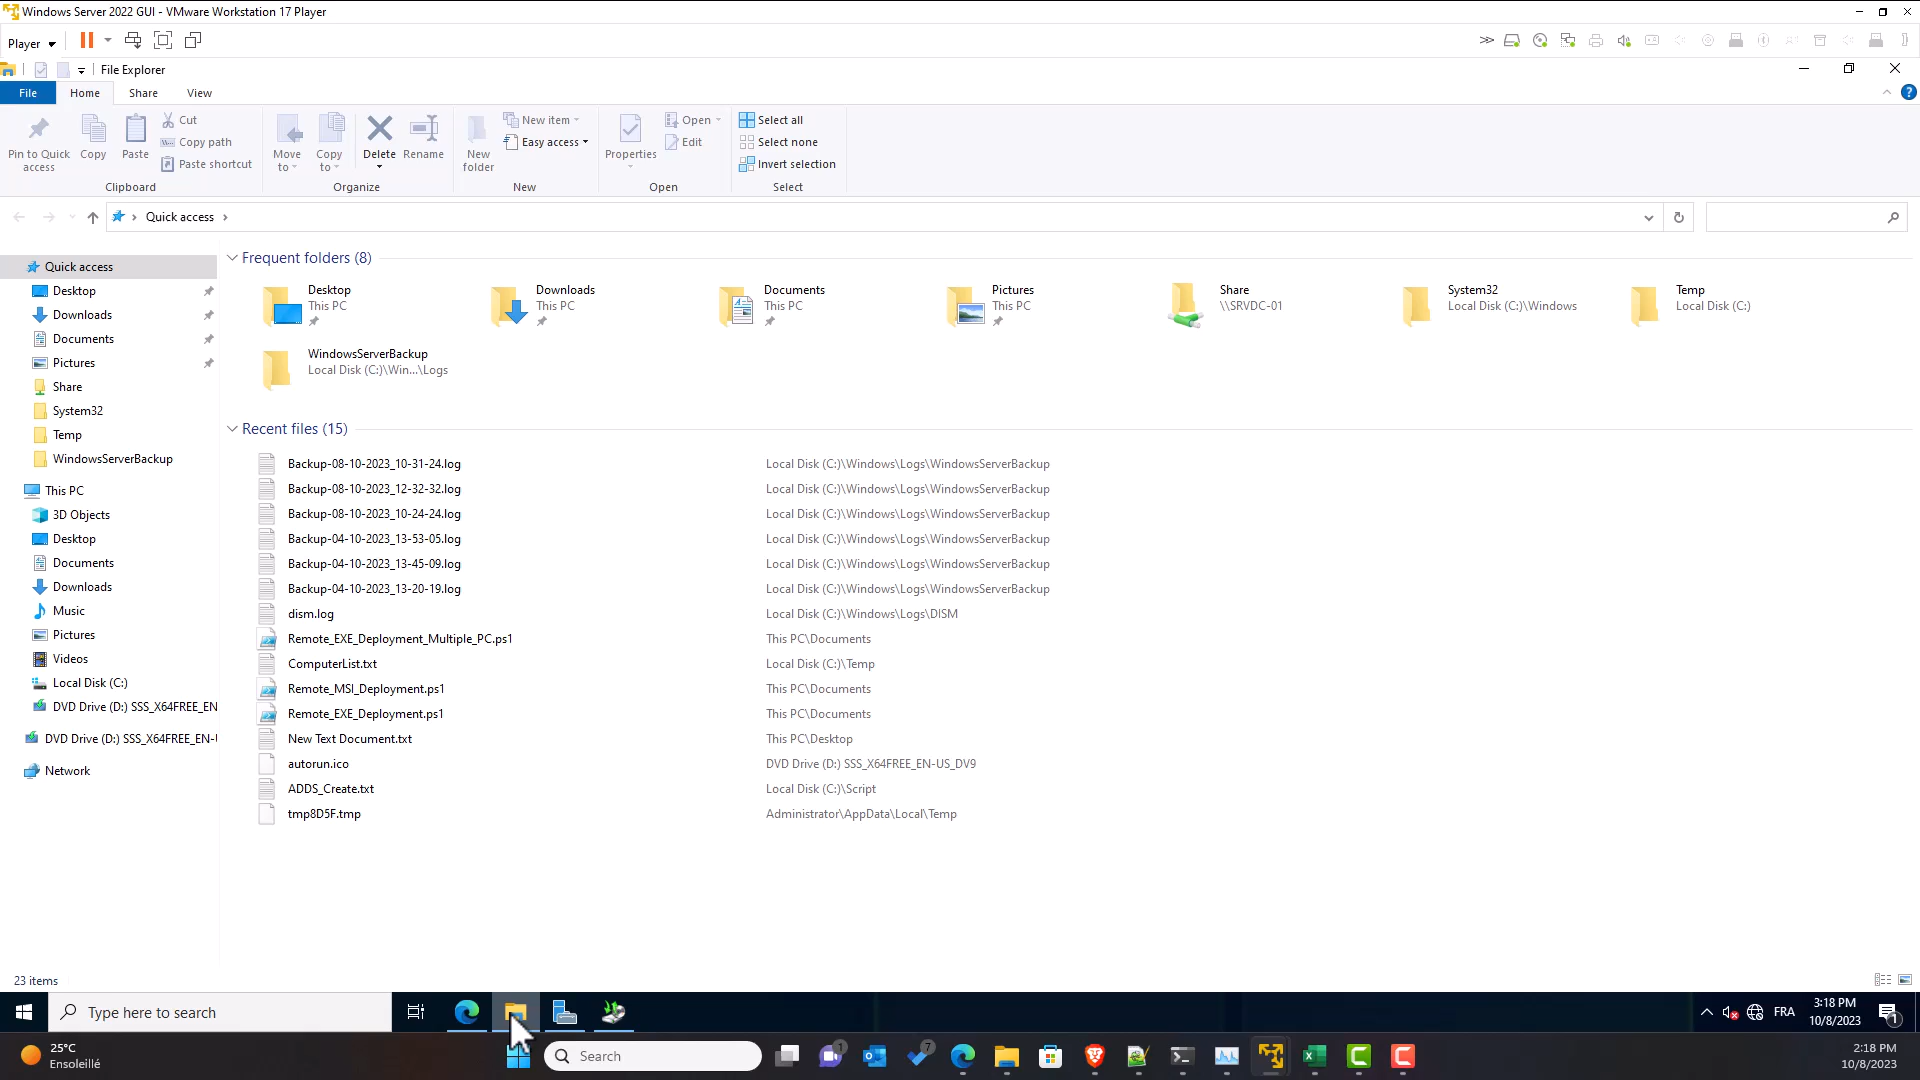 Windows Server 2022 GUI - VMware Workstation 17 Player
Player
File Explorer
File Home Share View
Pin to Quick access
Copy
Paste
Cut
Copy path
Paste shortcut
Clipboard
Move to
Copy to
Delete
Rename
Organize
New folder
New item
Easy access
New
Properties
Open
Edit
Open
Select all
Select none
Invert selection
Select
Quick access
Quick access
Desktop
Downloads
Documents
Pictures
Share
System32
Temp
WindowsServerBackup
This PC
3D Objects
Desktop
Documents
Downloads
Music
Pictures
Videos
Local Disk (C:)
DVD Drive (D:) SSS_X64FREE_EN
DVD Drive (D:) SSS_X64FREE_EN-
Network
Frequent folders (8)
Desktop
This PC
Downloads
This PC
Documents
This PC
Pictures
This PC
Share
\\SRVDC-01
System32
Local Disk (C:)\Windows
Temp
Local Disk (C:)
WindowsServerBackup
Local Disk (C:)\Win...\Logs
Recent files (15)
Backup-08-10-2023_10-31-24.log Local Disk (C:)\Windows\Logs\WindowsServerBackup
Backup-08-10-2023_12-32-32.log Local Disk (C:)\Windows\Logs\WindowsServerBackup
Backup-08-10-2023_10-24-24.log Local Disk (C:)\Windows\Logs\WindowsServerBackup
Backup-04-10-2023_13-53-05.log Local Disk (C:)\Windows\Logs\WindowsServerBackup
Backup-04-10-2023_13-45-09.log Local Disk (C:)\Windows\Logs\WindowsServerBackup
Backup-04-10-2023_13-20-19.log Local Disk (C:)\Windows\Logs\WindowsServerBackup
dism.log Local Disk (C:)\Windows\Logs\DISM
Remote_EXE_Deployment_Multiple_PC.ps1 This PC\Documents
ComputerList.txt Local Disk (C:)\Temp
Remote_MSI_Deployment.ps1 This PC\Documents
Remote_EXE_Deployment.ps1 This PC\Documents
New Text Document.txt This PC\Desktop
autorun.ico DVD Drive (D:) SSS_X64FREE_EN-US_DV9
ADDS_Create.txt Local Disk (C:)\Script
tmp8D5F.tmp Administrator\AppData\Local\Temp
23 items
Type here to search
FRA
3:18 PM
10/8/2023
1
25°C
Ensoleillé
Search
1
7
2:18 PM
10/8/2023